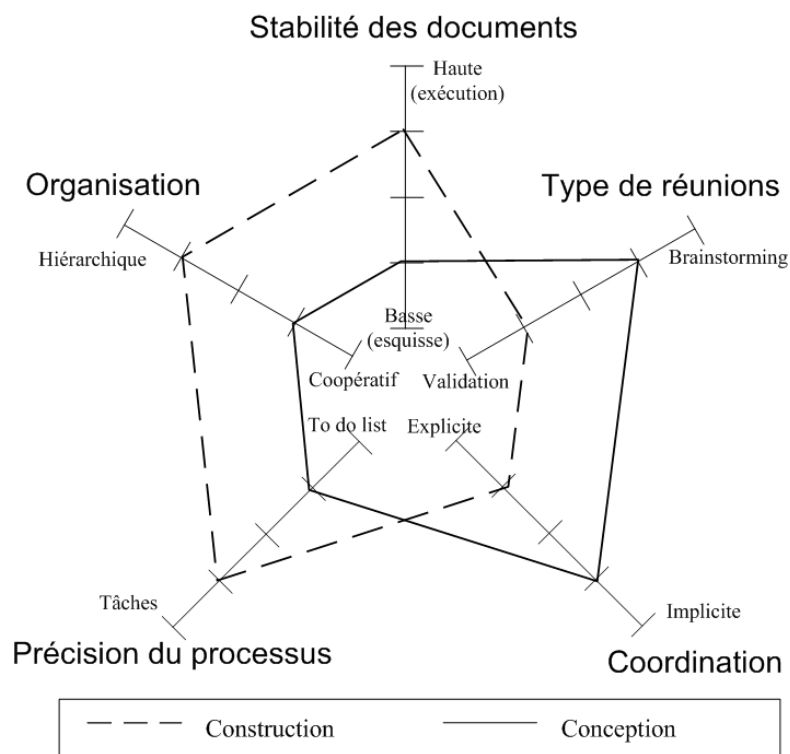 Stabilité des documents
Haute
(exécution)
Organisation
Type de réunions
Hiérarchique
Brainstorming
Basse
(esquisse)
Coopératif
Validation
To do list
Explicite
Tâches
Implicite
Précision du processus
Coordination
Construction
Conception